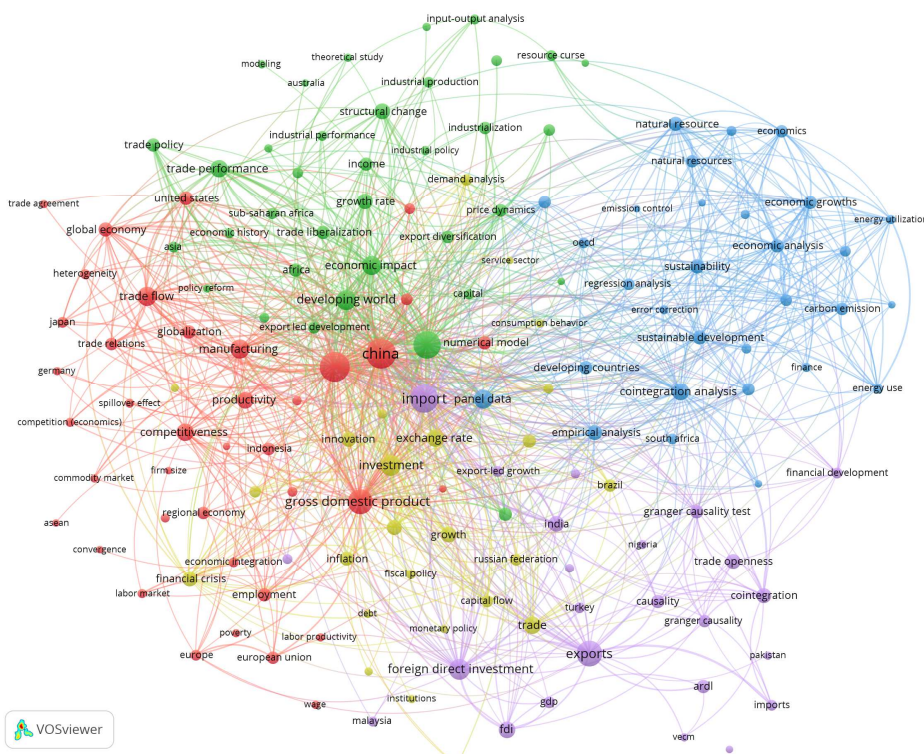 input-output analysis
theoretical study
resource curse
modeling
australia
industrial production
structural change
industrial performance
industrialization
natural resource
economics
trade policy
industrial policy
trade performance
income
natural resources
demand analysis
united states
growth rate
trade agreement
sub-saharan africa
price dynamics
emission control
economic growths
energy utilization
global economy
economic history
trade liberalization
export diversification
asia
oecd
economic analysis
service sector
heterogeneity
africa
economic impact
sustainability
policy reform
regression analysis
trade flow
developing world
capital
error correction
carbon emission
japan
globalization
export led development
consumption behavior
trade relations
manufacturing
china
numerical model
sustainable development
germany
developing countries
finance
energy use
spillover effect
productivity
import
panel data
cointegration analysis
competition (economics)
competitiveness
innovation
exchange rate
empirical analysis
south africa
indonesia
commodity market
firm size
investment
export-led growth
financial development
brazil
gross domestic product
asean
regional economy
india
granger causality test
convergence
growth
nigeria
economic integration
inflation
russian federation
trade openness
financial crisis
fiscal policy
labor market
employment
debt
capital flow
turkey
causality
cointegration
poverty
labor productivity
monetary policy
trade
granger causality
europe
european union
foreign direct investment
exports
pakistan
wage
institutions
gdp
ardl
imports
malaysia
fdi
vecm
VOSviewer